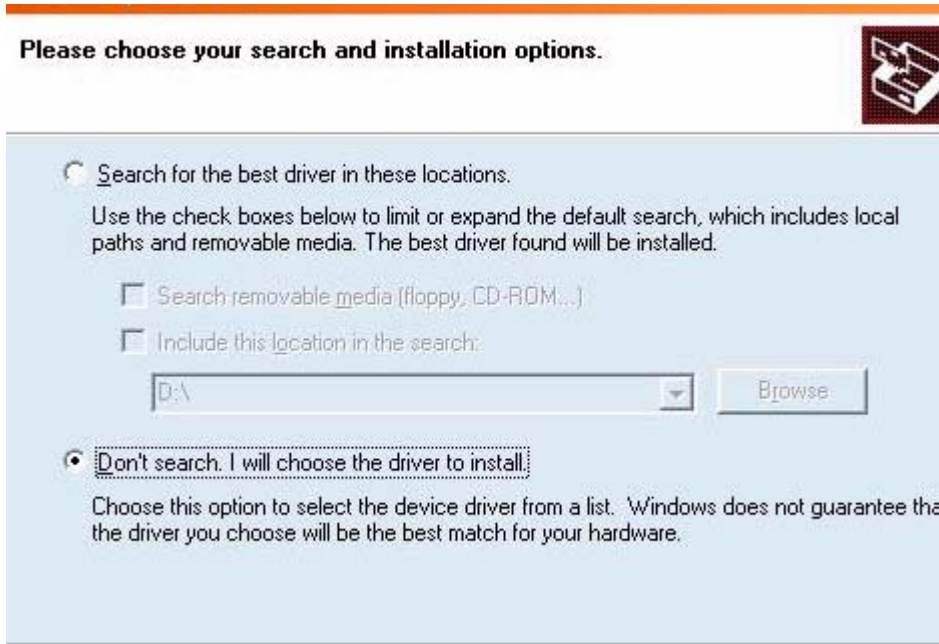 Please choose your search and installation options.
Search for the best driver in these locations.
Use the check boxes below to limit or expand the default search, which includes local
paths and removable media. The best driver found will be installed.
Search removable media (floppy, CD-ROM...)
Include this location in the search:
D:\
Browse
Don't search. I will choose the driver to install.
Choose this option to select the device driver from a list. Windows does not guarantee tha
the driver you choose will be the best match for your hardware.